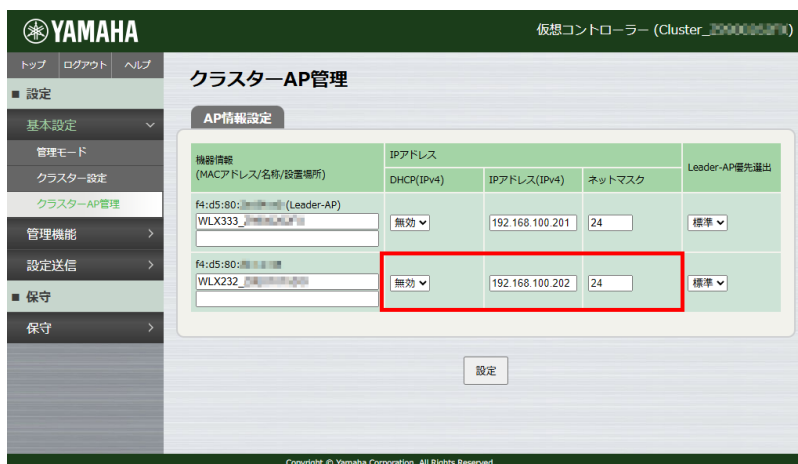 YAMAHA
仮想コントローラー (Cluster_
トップ ログアウト ヘルプ
■ 設定
基本設定
管理モード
クラスター設定
クラスターAP管理
管理機能
設定送信
■ 保守
保守
クラスターAP管理
AP情報設定
機器情報
(MACアドレス/名称/設置場所)
IPアドレス
Leader-AP優先選出
DHCP(IPv4) IPアドレス(IPv4) ネットマスク
f4:d5:80: (Leader-AP)
WLX333_
無効 192.168.100.201 24 標準
f4:d5:80:
WLX232_
無効 192.168.100.202 24 標準
設定
Copyright © Yamaha Corporation. All Rights Reserved.